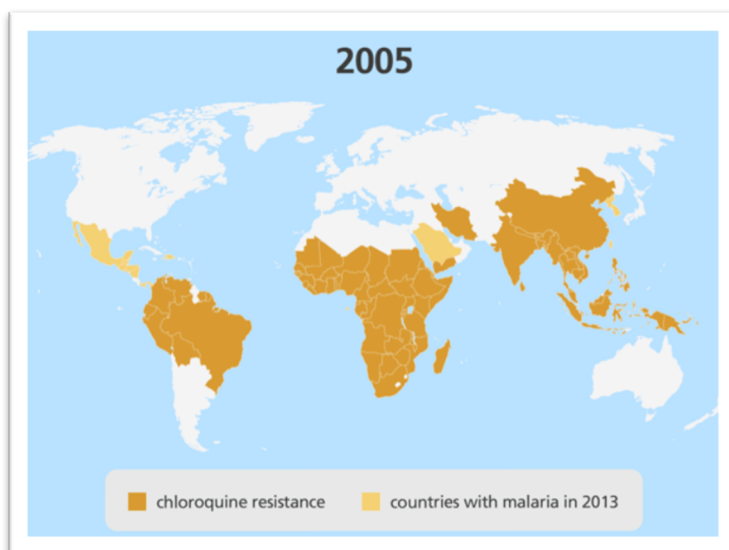 2005
chloroquine resistance
countries with malaria in 2013